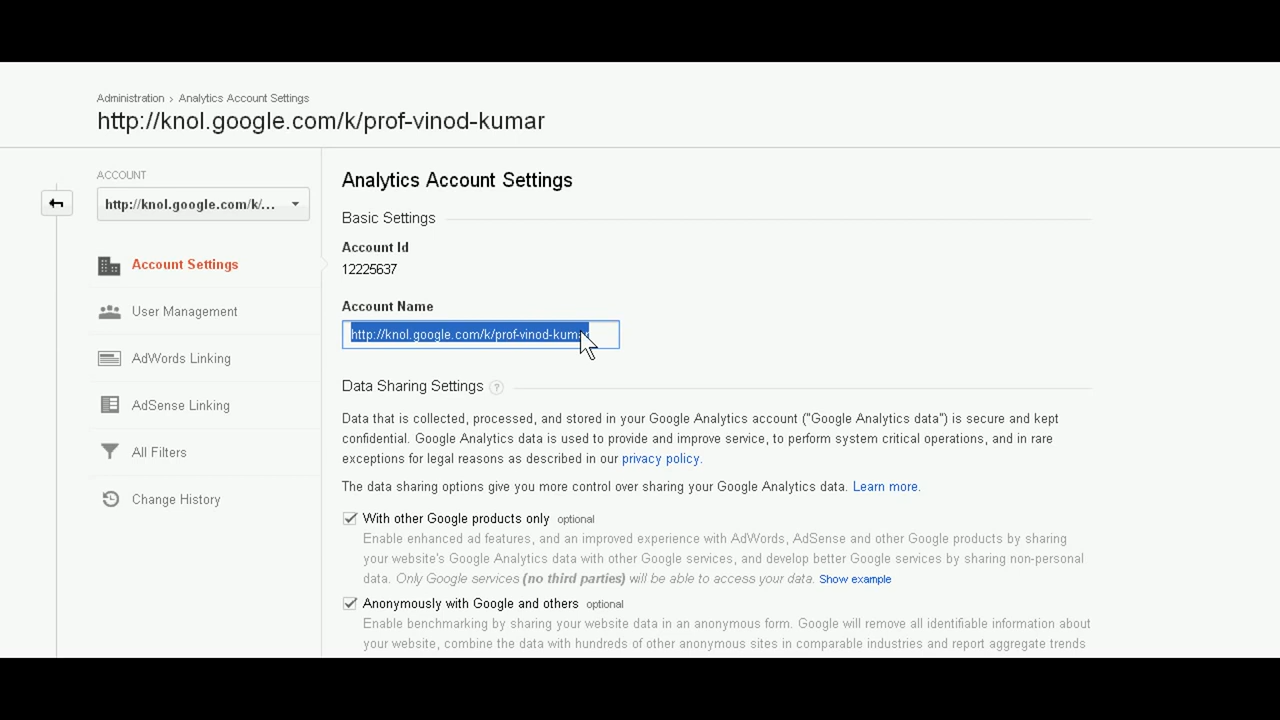 Administration › Analytics Account Settings
http://knol.google.com/k/prof-vinod-kumar
ACCOUNT
http://knol.google.com/k/...
Account Settings
User Management
AdWords Linking
AdSense Linking
All Filters
Change History
Analytics Account Settings
Basic Settings
Account Id
12225637
Account Name
http://knol.google.com/k/prof-vinod-kumar
Data Sharing Settings ?
Data that is collected, processed, and stored in your Google Analytics account ("Google Analytics data") is secure and kept
confidential. Google Analytics data is used to provide and improve service, to perform system critical operations, and in rare
exceptions for legal reasons as described in our privacy policy.
The data sharing options give you more control over sharing your Google Analytics data. Learn more.
With other Google products only optional
Enable enhanced ad features, and an improved experience with AdWords, AdSense and other Google products by sharing
your website's Google Analytics data with other Google services, and develop better Google services by sharing non-personal
data. Only Google services (no third parties) will be able to access your data. Show example
Anonymously with Google and others optional
Enable benchmarking by sharing your website data in an anonymous form. Google will remove all identifiable information about
your website, combine the data with hundreds of other anonymous sites in comparable industries and report aggregate trends